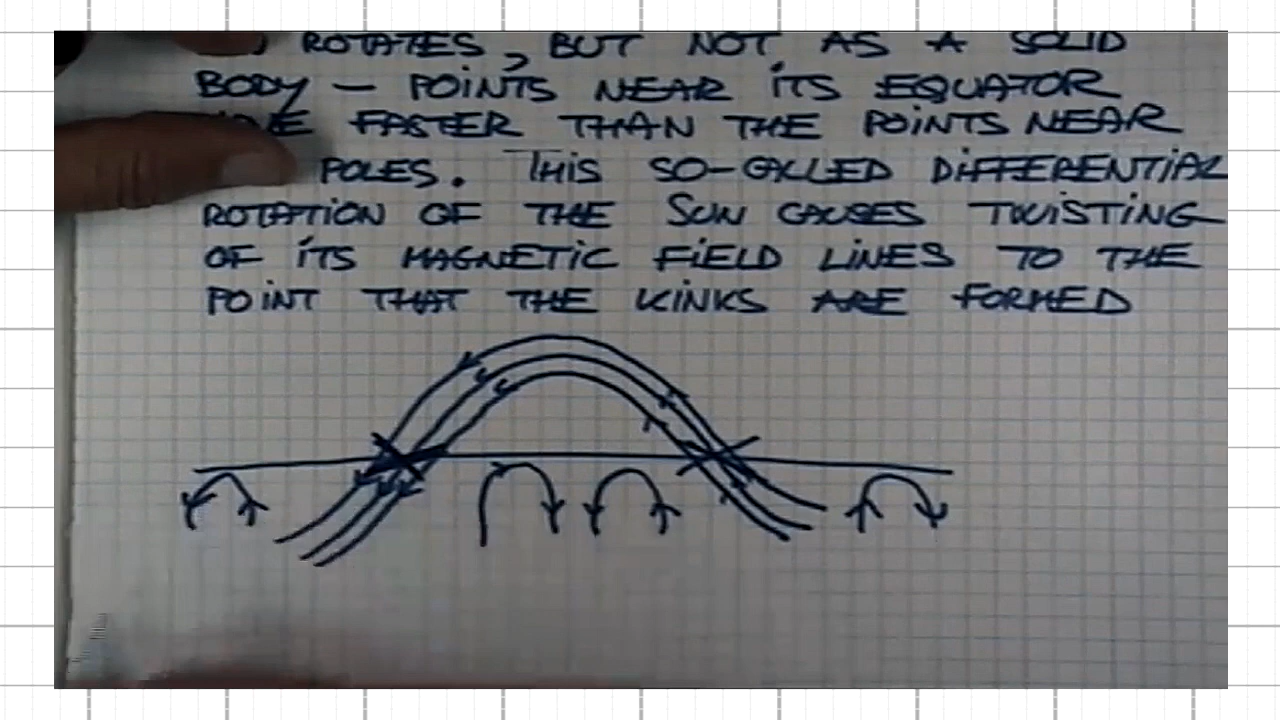 ROTATES, BUT NOT AS A SOLID
BODY — POINTS NEAR ITS EQUATOR
FASTER THAN THE POINTS NEAR
POLES. THIS SO-CALLED DIFFERENTIAL
ROTATION OF THE SUN CAUSES TWISTING
OF ITS MAGNETIC FIELD LINES TO THE
POINT THAT THE KINKS ARE FORMED